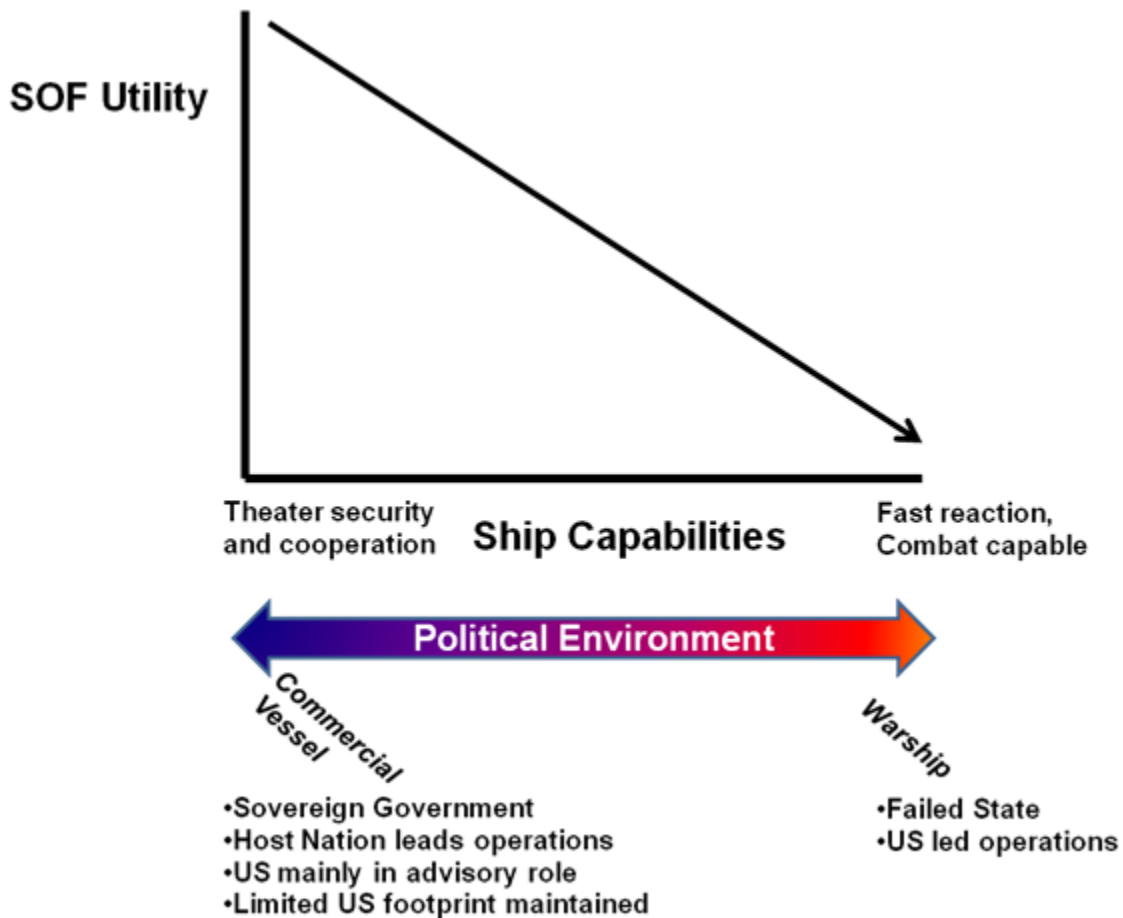 SOF Utility
Theater security
and cooperation
Ship Capabilities
Fast reaction,
Combat capable
Political Environment
Commercial
Vessel
Warship
•Sovereign Government
•Host Nation leads operations
•US mainly in advisory role
•Limited US footprint maintained
•Failed State
•US led operations